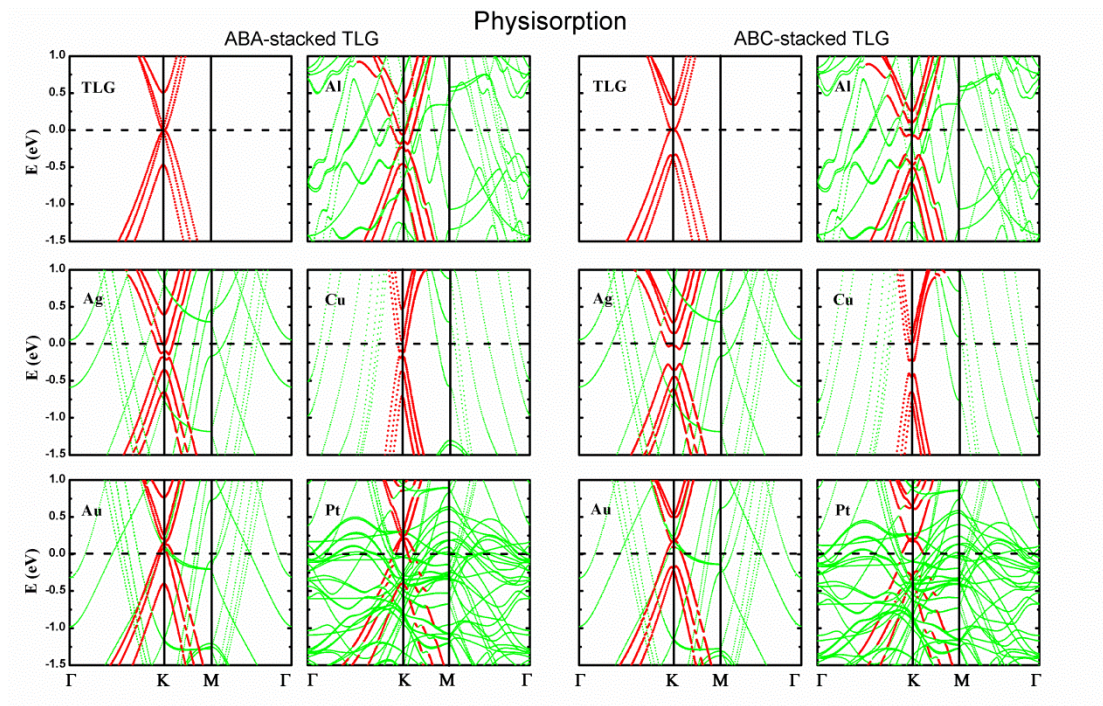 Physisorption
ABA-stacked TLG
ABC-stacked TLG
1.0
0.5
0.0
-0.5
-1.0
-1.5
E (eV)
TLG
Al
TLG
Al
1.0
0.5
0.0
-0.5
-1.0
-1.5
E (eV)
Ag
Cu
Ag
Cu
1.0
0.5
0.0
-0.5
-1.0
-1.5
E (eV)
Au
Pt
Au
Pt
Γ K M Γ Γ K M Γ Γ K M Γ Γ K M Γ